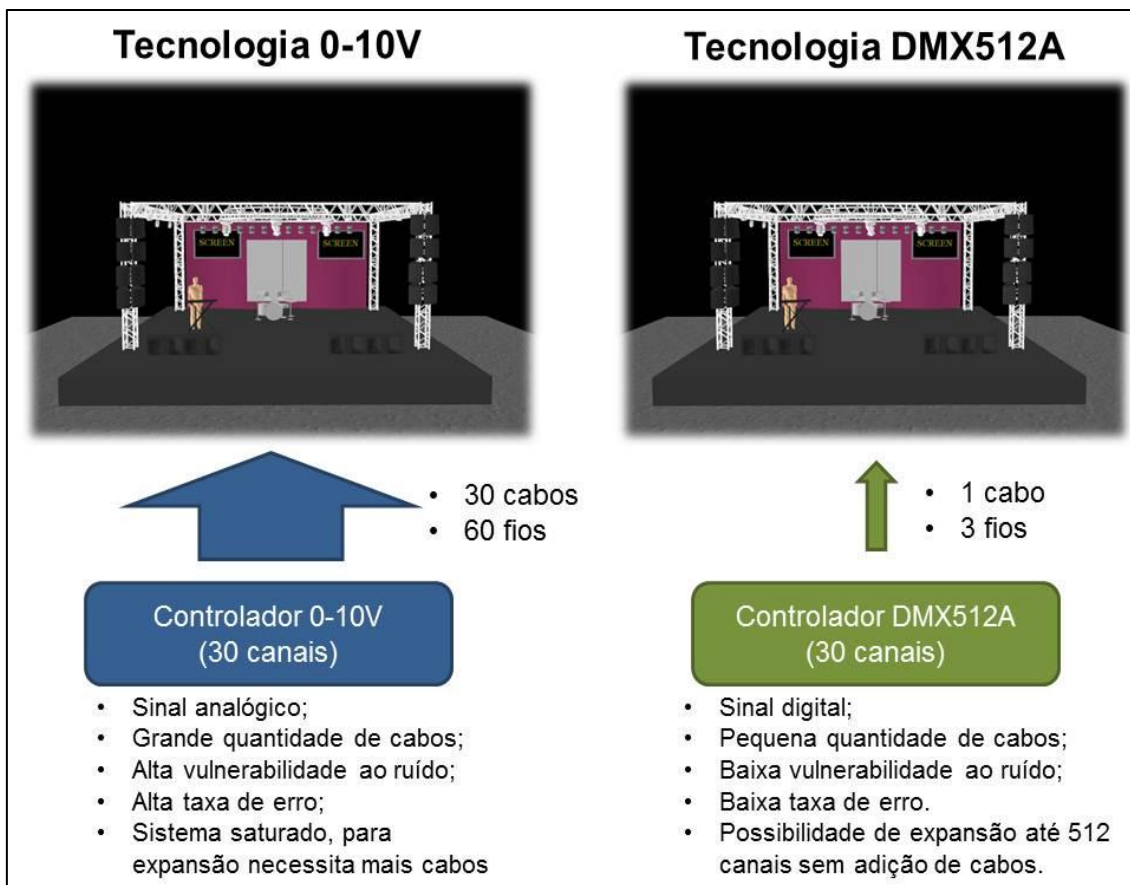 Tecnologia 0-10V
SCREEN
SCREEN
• 30 cabos
• 60 fios
Controlador 0-10V
(30 canais)
• Sinal analógico;
• Grande quantidade de cabos;
• Alta vulnerabilidade ao ruído;
• Alta taxa de erro;
• Sistema saturado, para
expansão necessita mais cabos
Tecnologia DMX512A
SCREEN
SCREEN
• 1 cabo
• 3 fios
Controlador DMX512A
(30 canais)
• Sinal digital;
• Pequena quantidade de cabos;
• Baixa vulnerabilidade ao ruído;
• Baixa taxa de erro.
• Possibilidade de expansão até 512
canais sem adição de cabos.